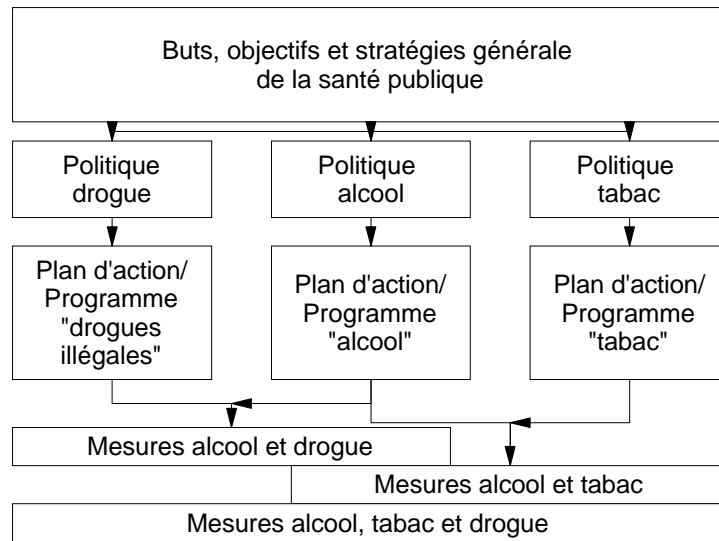 Buts, objectifs et stratégies générale
de la santé publique
Politique
drogue
Politique
alcool
Politique
tabac
Plan d'action/
Programme
"drogues
illégales"
Plan d'action/
Programme
"alcool"
Plan d'action/
Programme
"tabac"
Mesures alcool et drogue
Mesures alcool et tabac
Mesures alcool, tabac et drogue